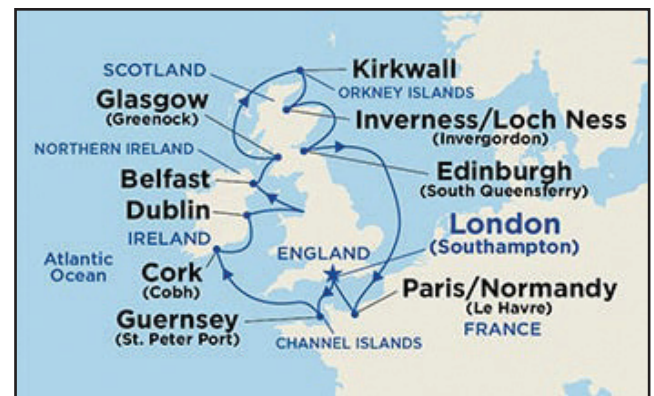 SCOTLAND
Kirkwall
ORKNEY ISLANDS
Glasgow
(Greenock)
Inverness/Loch Ness
(Invergordon)
NORTHERN IRELAND
Edinburgh
(South Queensferry)
Belfast
Dublin
London
(Southampton)
IRELAND
ENGLAND
Atlantic
Ocean
Cork
(Cobh)
Paris/Normandy
(Le Havre)
Guernsey
(St. Peter Port)
FRANCE
CHANNEL ISLANDS